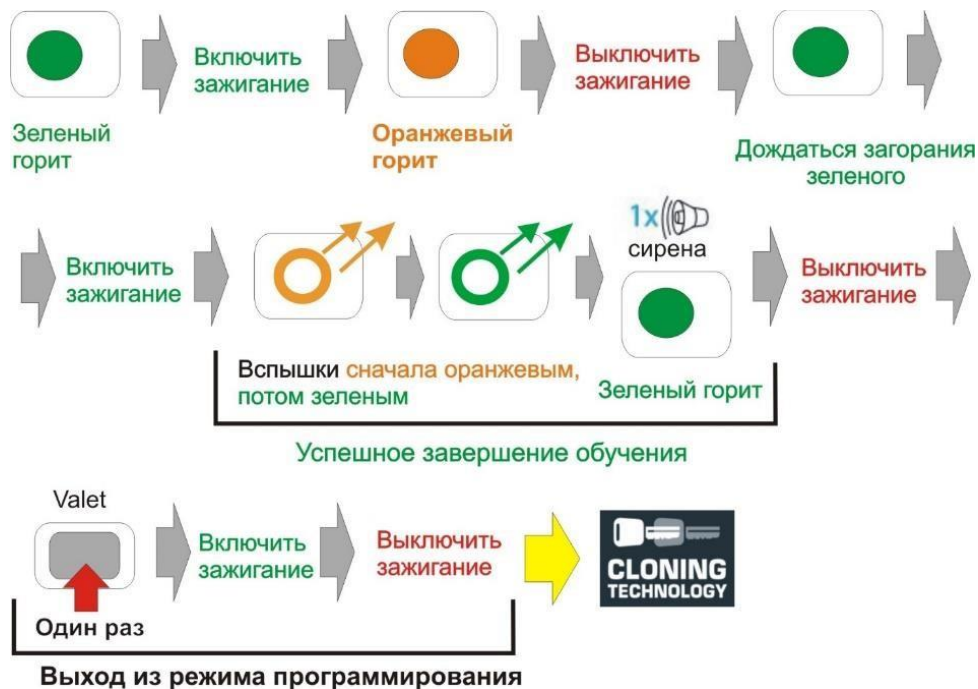 Включить
зажигание
Выключить
зажигание
Зеленый
горит
Оранжевый
горит
Дождаться загорания
зеленого
1x
сирена
Включить
зажигание
Выключить
зажигание
Вспышки сначала оранжевым,
потом зеленым
Зеленый горит
Успешное завершение обучения
Valet
Включить
зажигание
Выключить
зажигание
CLONING
TECHNOLOGY
Один раз
Выход из режима программирования